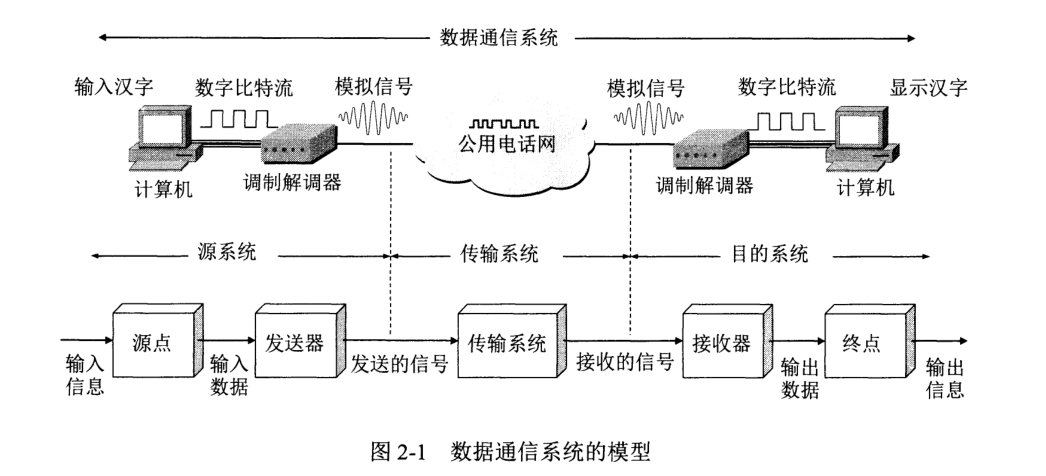 数据通信系统
输入汉字 数字比特流 模拟信号 模拟信号 数字比特流 显示汉字
公用电话网
计算机 调制解调器 调制解调器 计算机
源系统 传输系统 目的系统
源点 发送器 传输系统 接收器 终点
输入 输入 发送的信号 接收的信号 输出 输出
信息 数据 数据 信息
图 2-1 数据通信系统的模型